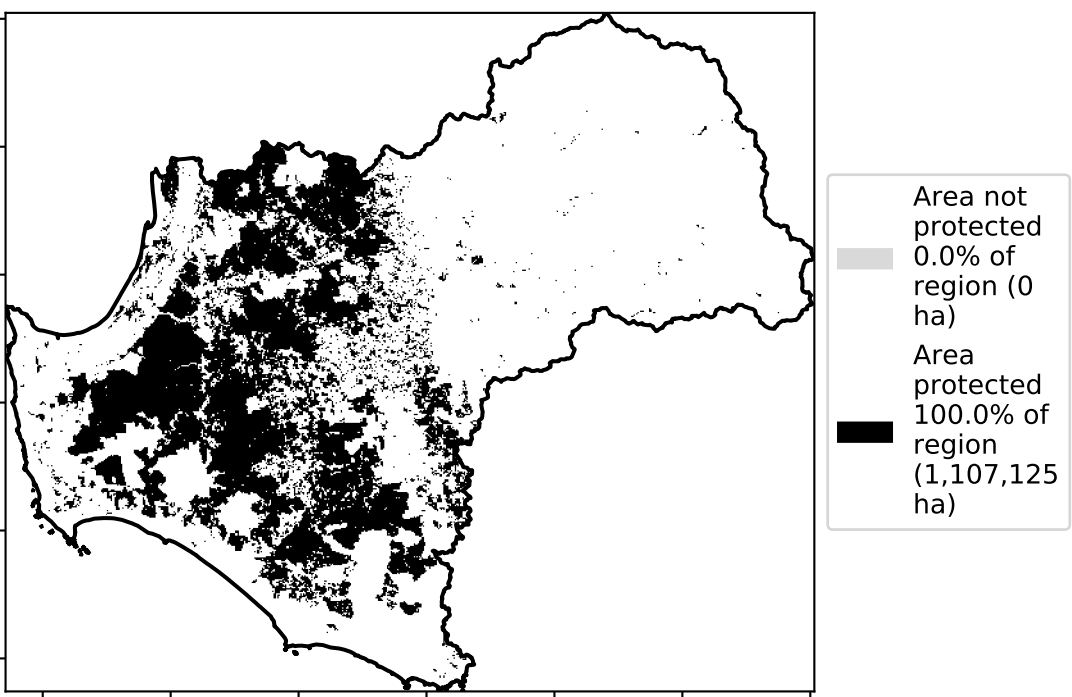 Area not
protected
0.0% of
region (0
ha)
Area
protected
100.0% of
region
(1,107,125
ha)